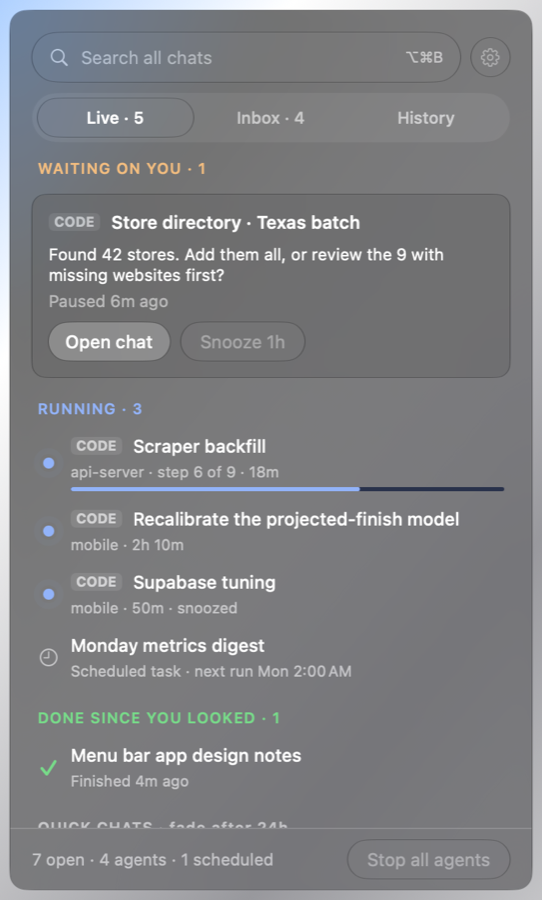 Search all chats ⌥⌘B
Live · 5 Inbox · 4 History
WAITING ON YOU · 1
CODE Store directory · Texas batch
Found 42 stores. Add them all, or review the 9 with
missing websites first?
Paused 6m ago
Open chat Snooze 1h
RUNNING · 3
CODE Scraper backfill
api-server · step 6 of 9 · 18m
CODE Recalibrate the projected-finish model
mobile · 2h 10m
CODE Supabase tuning
mobile · 50m · snoozed
Monday metrics digest
Scheduled task · next run Mon 2:00 AM
DONE SINCE YOU LOOKED · 1
Menu bar app design notes
Finished 4m ago
QUICK CHATS · fade after 24h
7 open · 4 agents · 1 scheduled Stop all agents